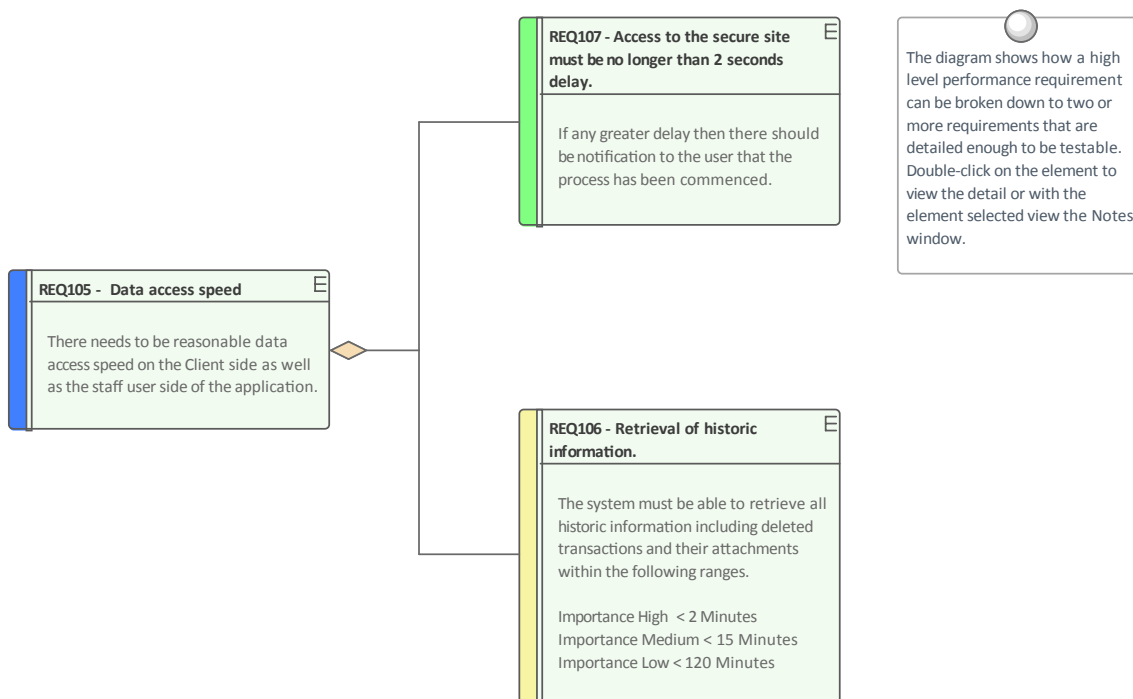 REQ107 - Access to the secure site
must be no longer than 2 seconds
delay.
If any greater delay then there should
be notification to the user that the
process has been commenced.
The diagram shows how a high
level performance requirement
can be broken down to two or
more requirements that are
detailed enough to be testable.
Double-click on the element to
view the detail or with the
element selected view the Notes
window.
REQ105 - Data access speed
There needs to be reasonable data
access speed on the Client side as well
as the staff user side of the application.
REQ106 - Retrieval of historic
information.
The system must be able to retrieve all
historic information including deleted
transactions and their attachments
within the following ranges.
Importance High < 2 Minutes
Importance Medium < 15 Minutes
Importance Low < 120 Minutes